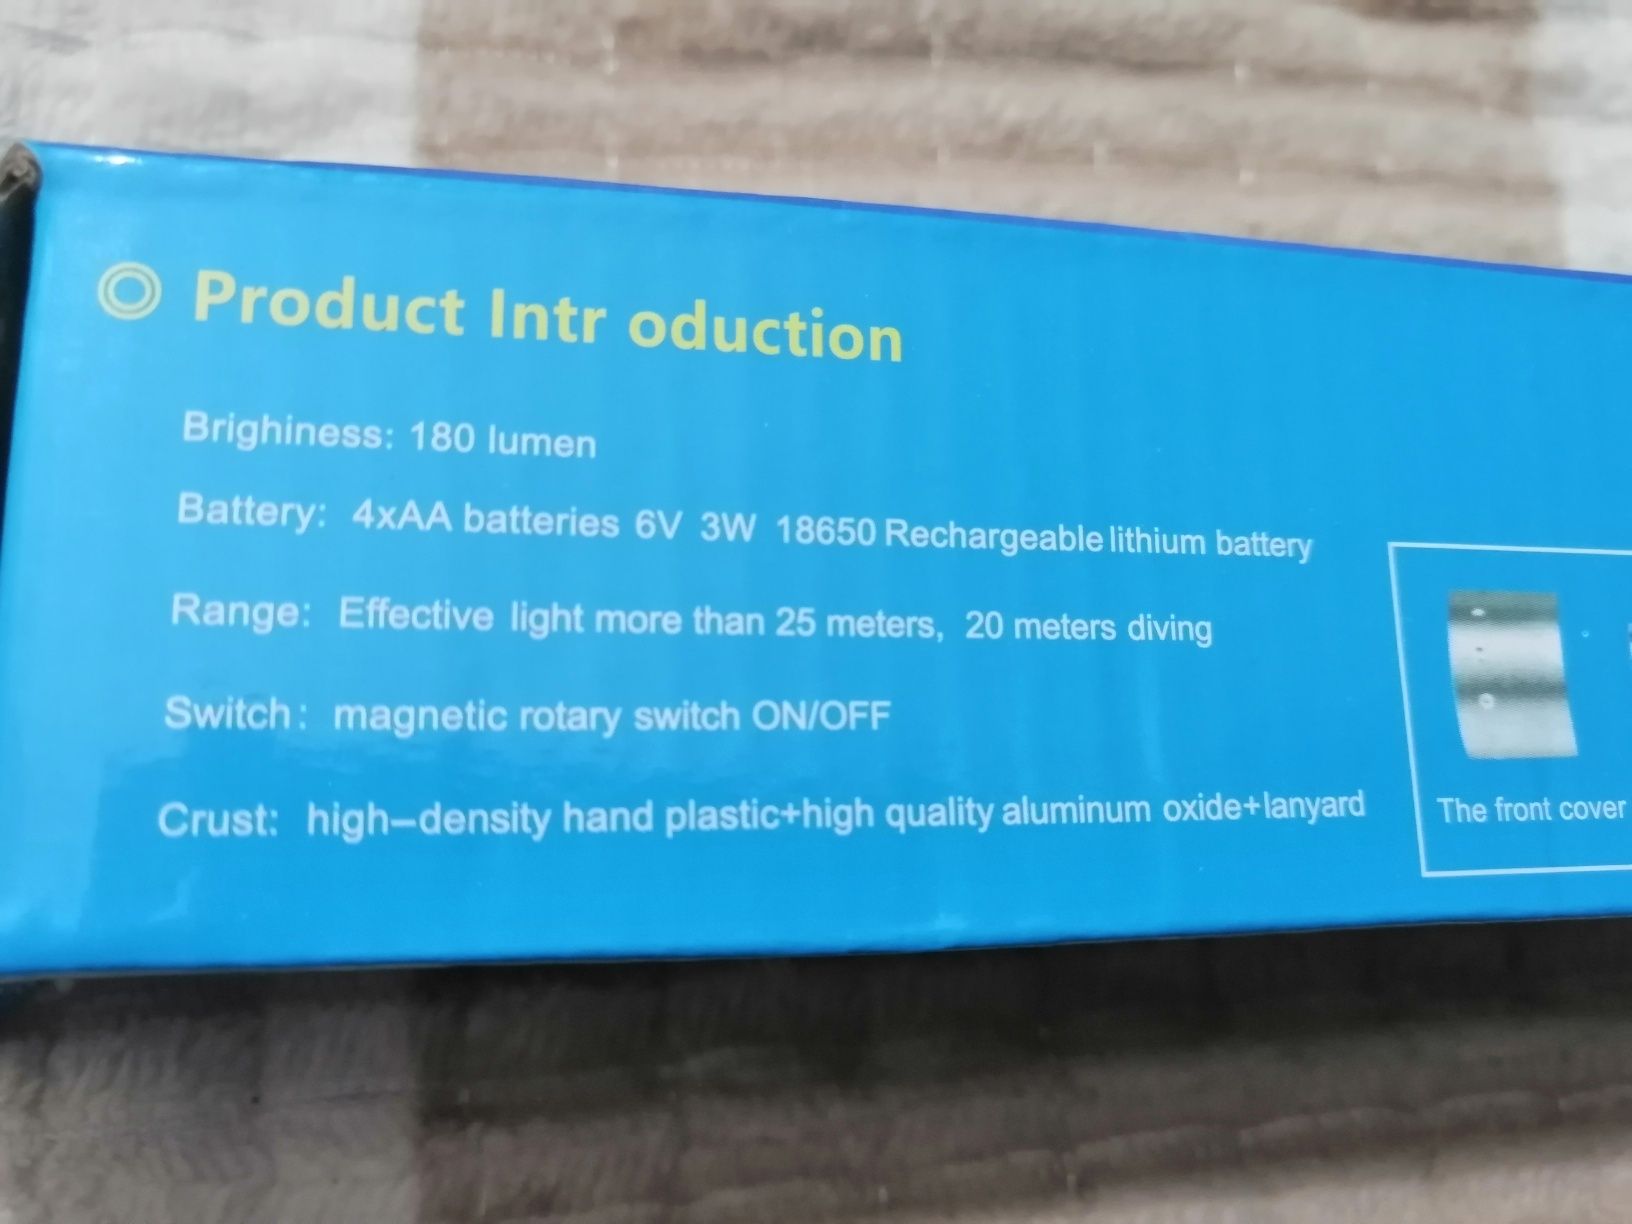 Product Intr oduction
Brighiness: 180 lumen
Battery: 4xAA batteries 6V 3W 18650 Rechargeable lithium battery
Range: Effective light more than 25 meters, 20 meters diving
Switch: magnetic rotary switch ON/OFF
Crust: high–density hand plastic+high quality aluminum oxide+lanyard
The front cover